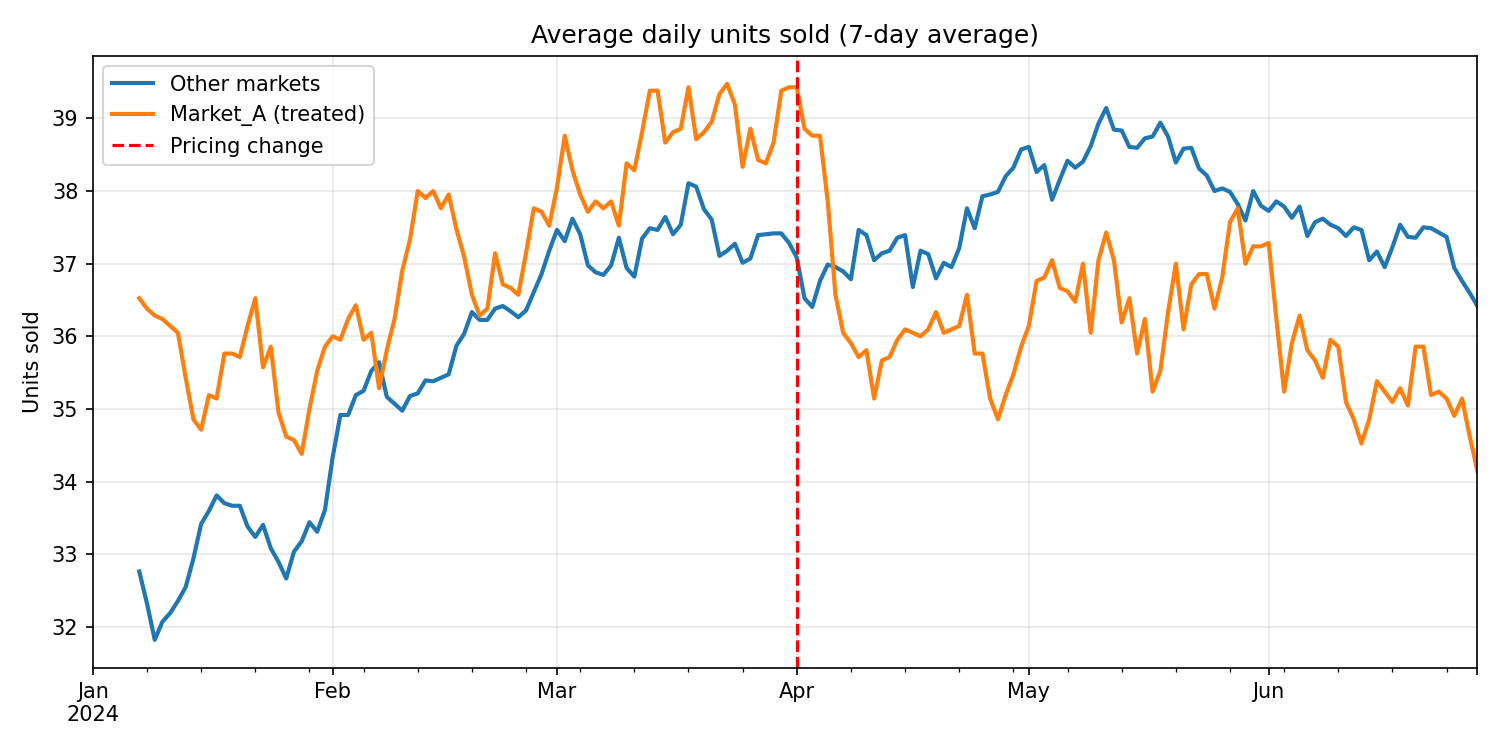 Average daily units sold (7-day average)
Other markets
Market_A (treated)
Pricing change
Units sold
39
38
37
36
35
34
33
32
Jan
2024
Feb
Mar
Apr
May
Jun